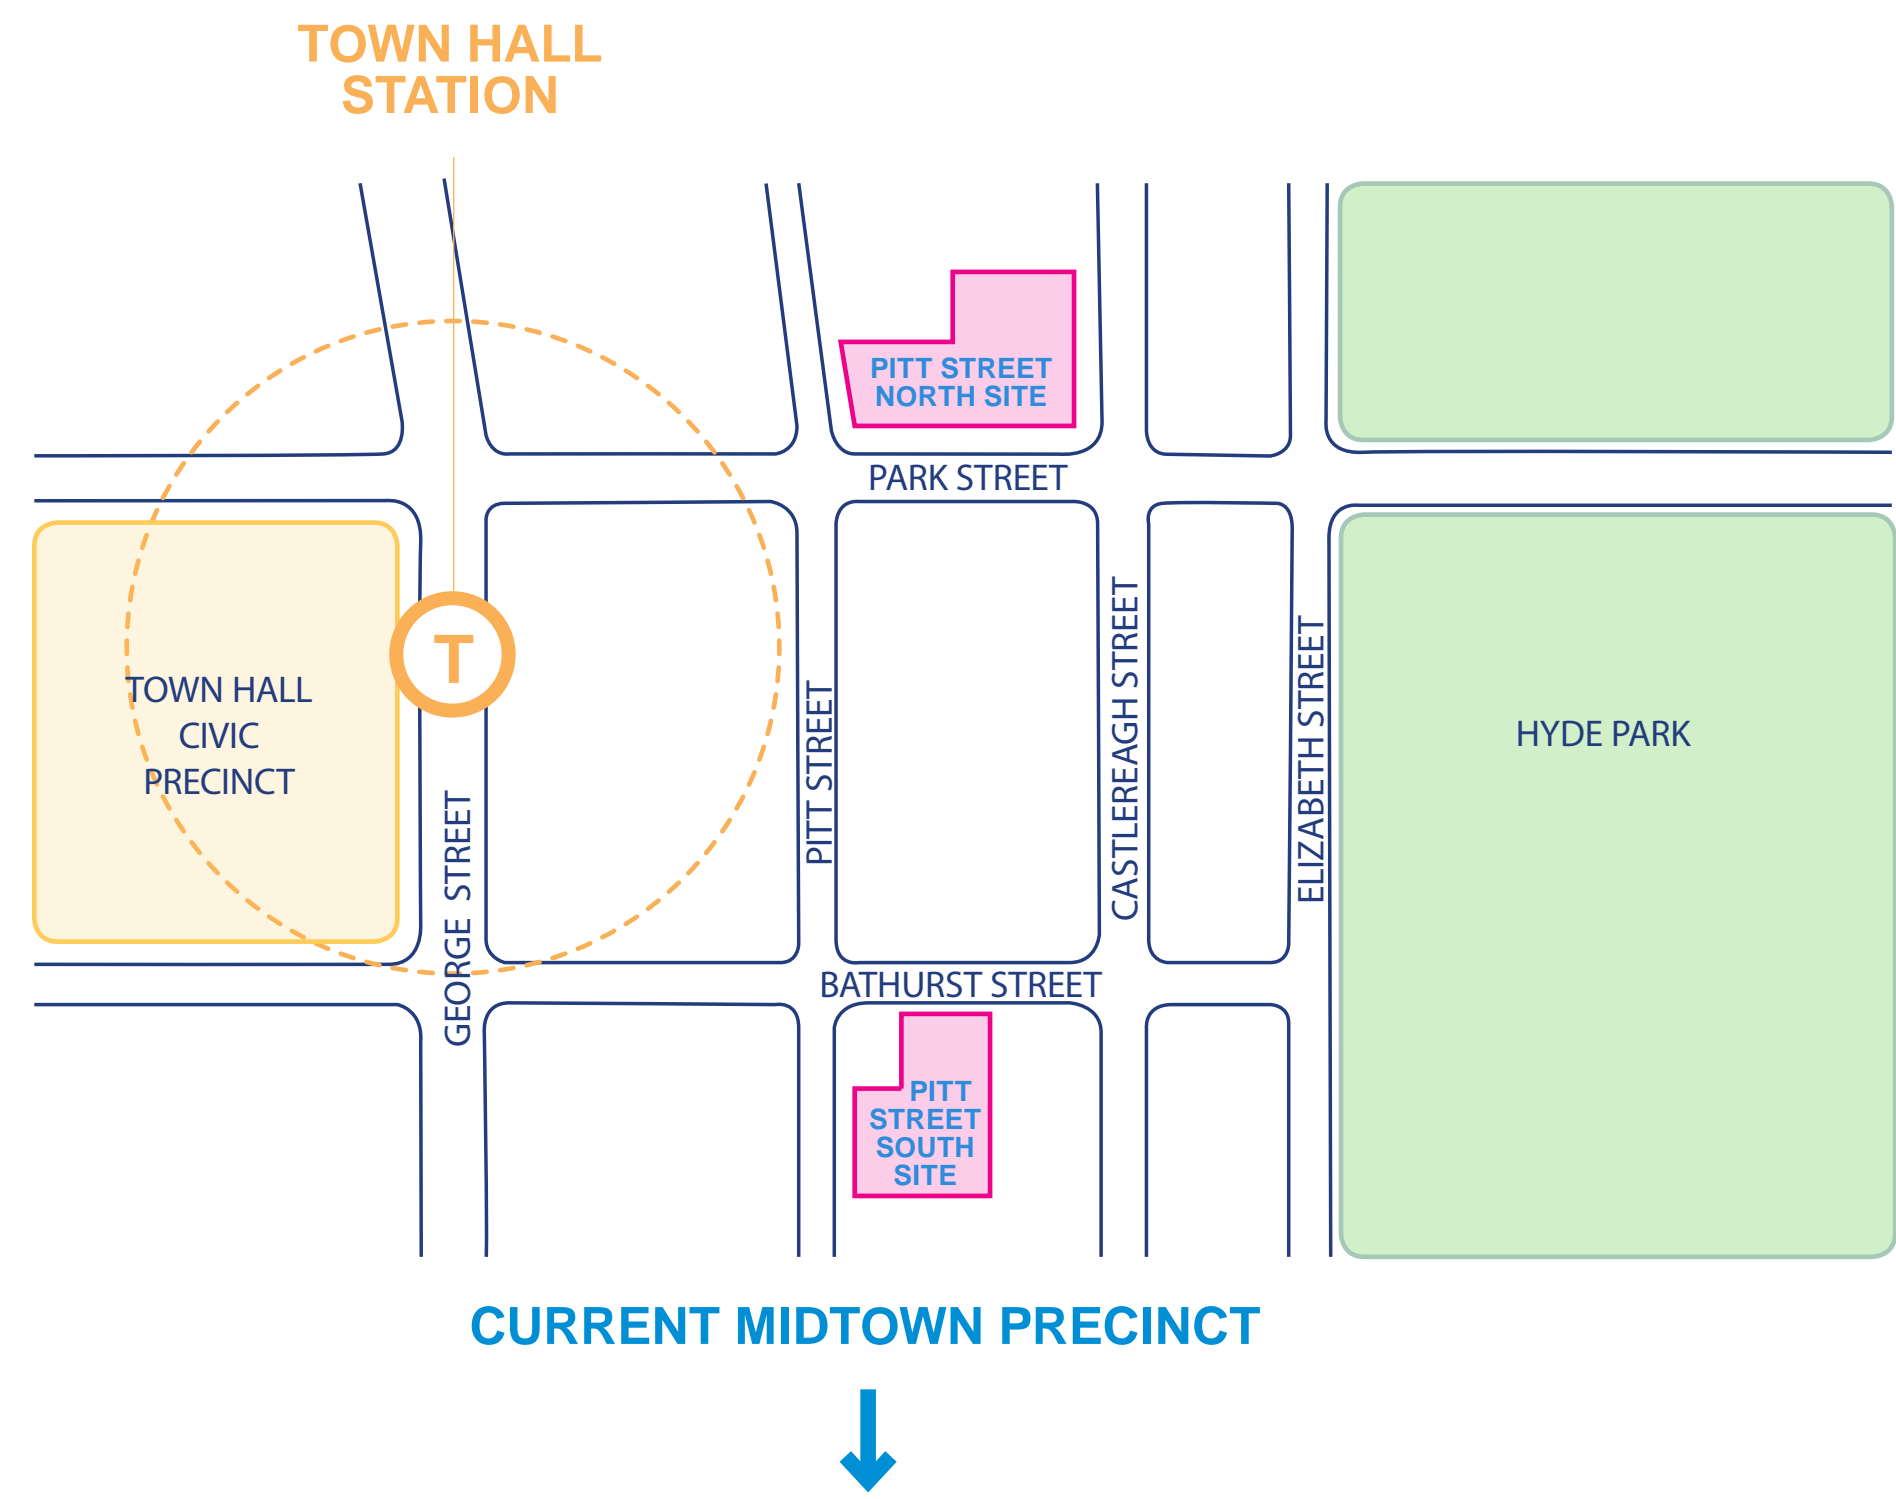 TOWN HALL
STATION
PITT STREET
NORTH SITE
PARK STREET
T
TOWN HALL
CIVIC
PRECINCT
GEORGE STREET
PITT STREET
CASTLEREAGH STREET
ELIZABETH STREET
HYDE PARK
BATHURST STREET
PITT
STREET
SOUTH
SITE
CURRENT MIDTOWN PRECINCT